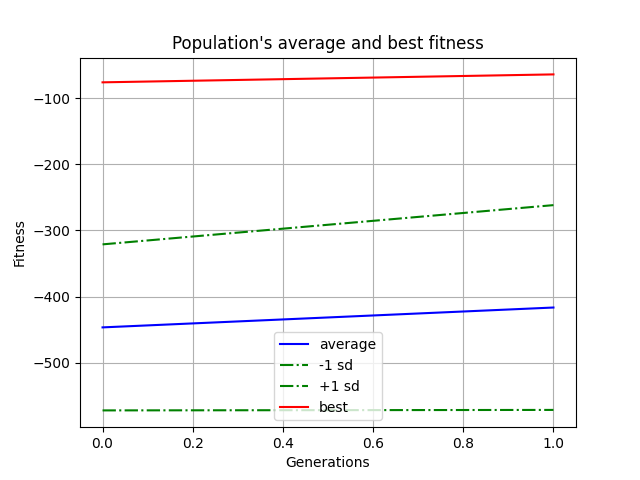 Population's average and best fitness
Fitness
−100
−200
−300
−400
−500
average
-1 sd
+1 sd
best
0.0 0.2 0.4 0.6 0.8 1.0
Generations